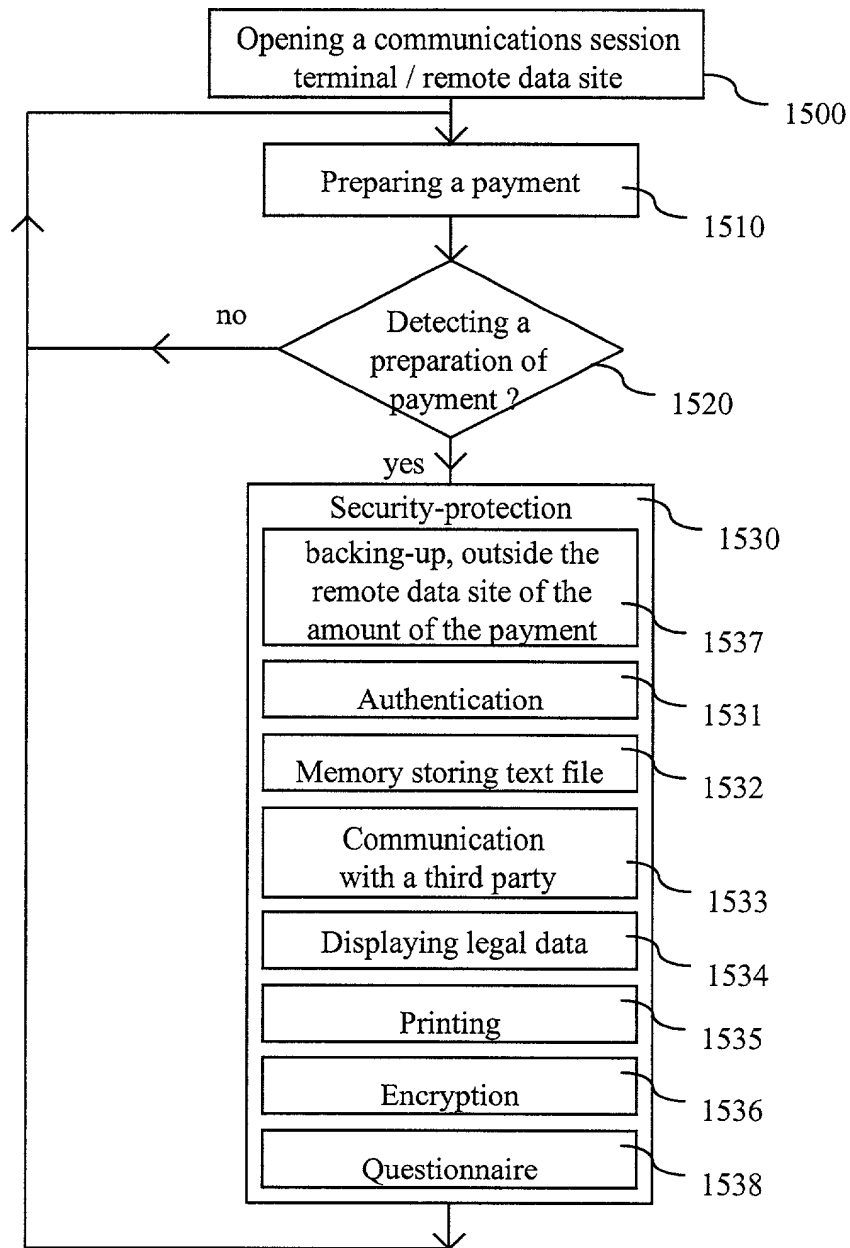 Opening a communications session
terminal / remote data site
1500
Preparing a payment
1510
no
Detecting a
preparation of
payment ?
1520
yes
Security-protection
1530
backing-up, outside the
remote data site of the
amount of the payment
1537
Authentication
1531
Memory storing text file
1532
Communication
with a third party
1533
Displaying legal data
1534
Printing
1535
Encryption
1536
Questionnaire
1538